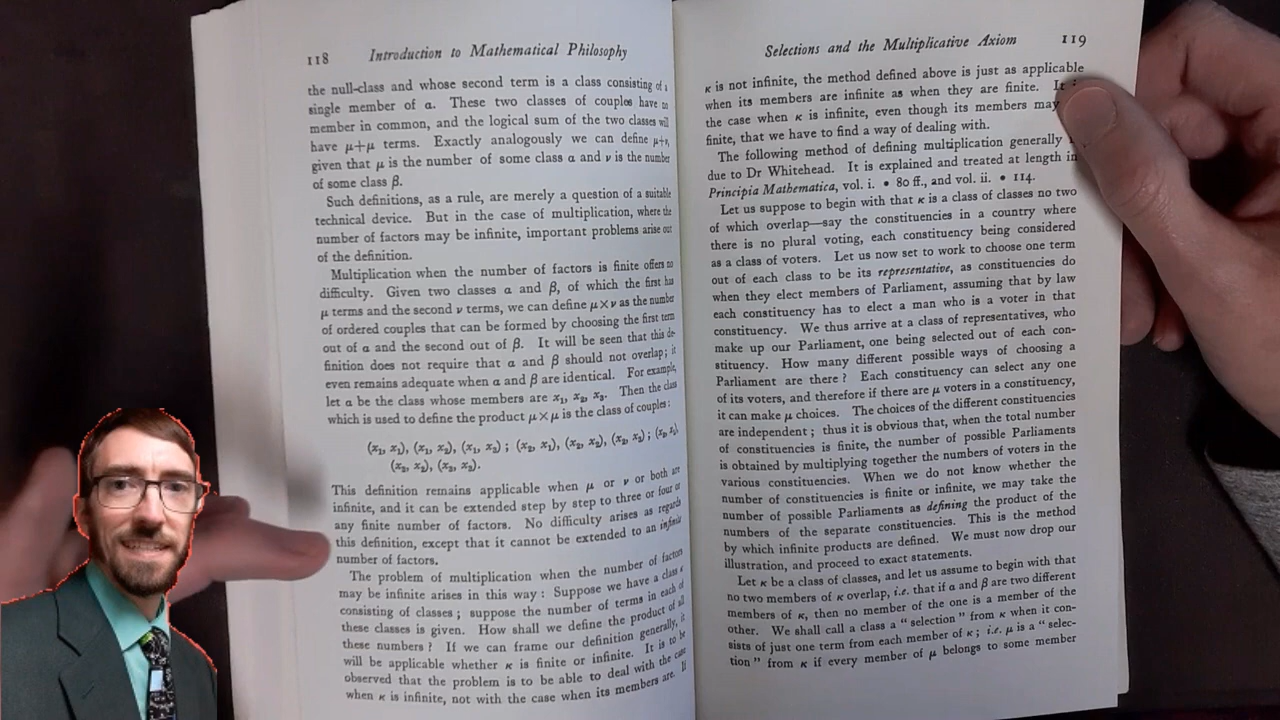 118 Introduction to Mathematical Philosophy
the null-class and whose second term is a class consisting of a
single member of α. These two classes of couples have no
member in common, and the logical sum of the two classes will
have μ+μ terms. Exactly analogously we can define μ+ν,
given that μ is the number of some class α and ν is the number
of some class β.
Such definitions, as a rule, are merely a question of a suitable
technical device. But in the case of multiplication, where the
number of factors may be infinite, important problems arise out
of the definition.
Multiplication when the number of factors is finite offers no
difficulty. Given two classes α and β, of which the first has
μ terms and the second ν terms, we can define μ×ν as the number
of ordered couples that can be formed by choosing the first term
out of α and the second out of β. It will be seen that this de-
finition does not require that α and β should not overlap; it
even remains adequate when α and β are identical. For example,
let α be the class whose members are x₁, x₂, x₃. Then the class
which is used to define the product μ×μ is the class of couples:
(x₁, x₁), (x₁, x₂), (x₁, x₃); (x₂, x₁), (x₂, x₂), (x₂, x₃); (x₃, x₁),
(x₃, x₂), (x₃, x₃).
This definition remains applicable when μ or ν or both are
infinite, and it can be extended step by step to three or four or
any finite number of factors. No difficulty arises as regards
this definition, except that it cannot be extended to an infinite
number of factors.
The problem of multiplication when the number of factors
may be infinite arises in this way: Suppose we have a class κ
consisting of classes; suppose the number of terms in each of
these classes is given. How shall we define the product of all
these numbers? If we can frame our definition generally, it
will be applicable whether κ is finite or infinite. It is to be
observed that the problem is to be able to deal with the case
when κ is infinite, not with the case when its members are. If
Selections and the Multiplicative Axiom 119
κ is not infinite, the method defined above is just as applicable
when its members are infinite as when they are finite. It
the case when κ is infinite, even though its members may
finite, that we have to find a way of dealing with.
The following method of defining multiplication generally
due to Dr Whitehead. It is explained and treated at length in
Principia Mathematica, vol. i. * 80 ff., and vol. ii. * 114.
Let us suppose to begin with that κ is a class of classes no two
of which overlap—say the constituencies in a country where
there is no plural voting, each constituency being considered
as a class of voters. Let us now set to work to choose one term
out of each class to be its representative, as constituencies do
when they elect members of Parliament, assuming that by law
each constituency has to elect a man who is a voter in that
constituency. We thus arrive at a class of representatives, who
make up our Parliament, one being selected out of each con-
stituency. How many different possible ways of choosing a
Parliament are there? Each constituency can select any one
of its voters, and therefore if there are μ voters in a constituency,
it can make μ choices. The choices of the different constituencies
are independent; thus it is obvious that, when the total number
of constituencies is finite, the number of possible Parliaments
is obtained by multiplying together the numbers of voters in the
various constituencies. When we do not know whether the
number of constituencies is finite or infinite, we may take the
number of possible Parliaments as defining the product of the
numbers of the separate constituencies. This is the method
by which infinite products are defined. We must now drop our
illustration, and proceed to exact statements.
Let κ be a class of classes, and let us assume to begin with that
no two members of κ overlap, i.e. that if α and β are two different
members of κ, then no member of the one is a member of the
other. We shall call a class a “selection” from κ when it con-
sists of just one term from each member of κ; i.e. μ is a “selec-
tion” from κ if every member of μ belongs to some member